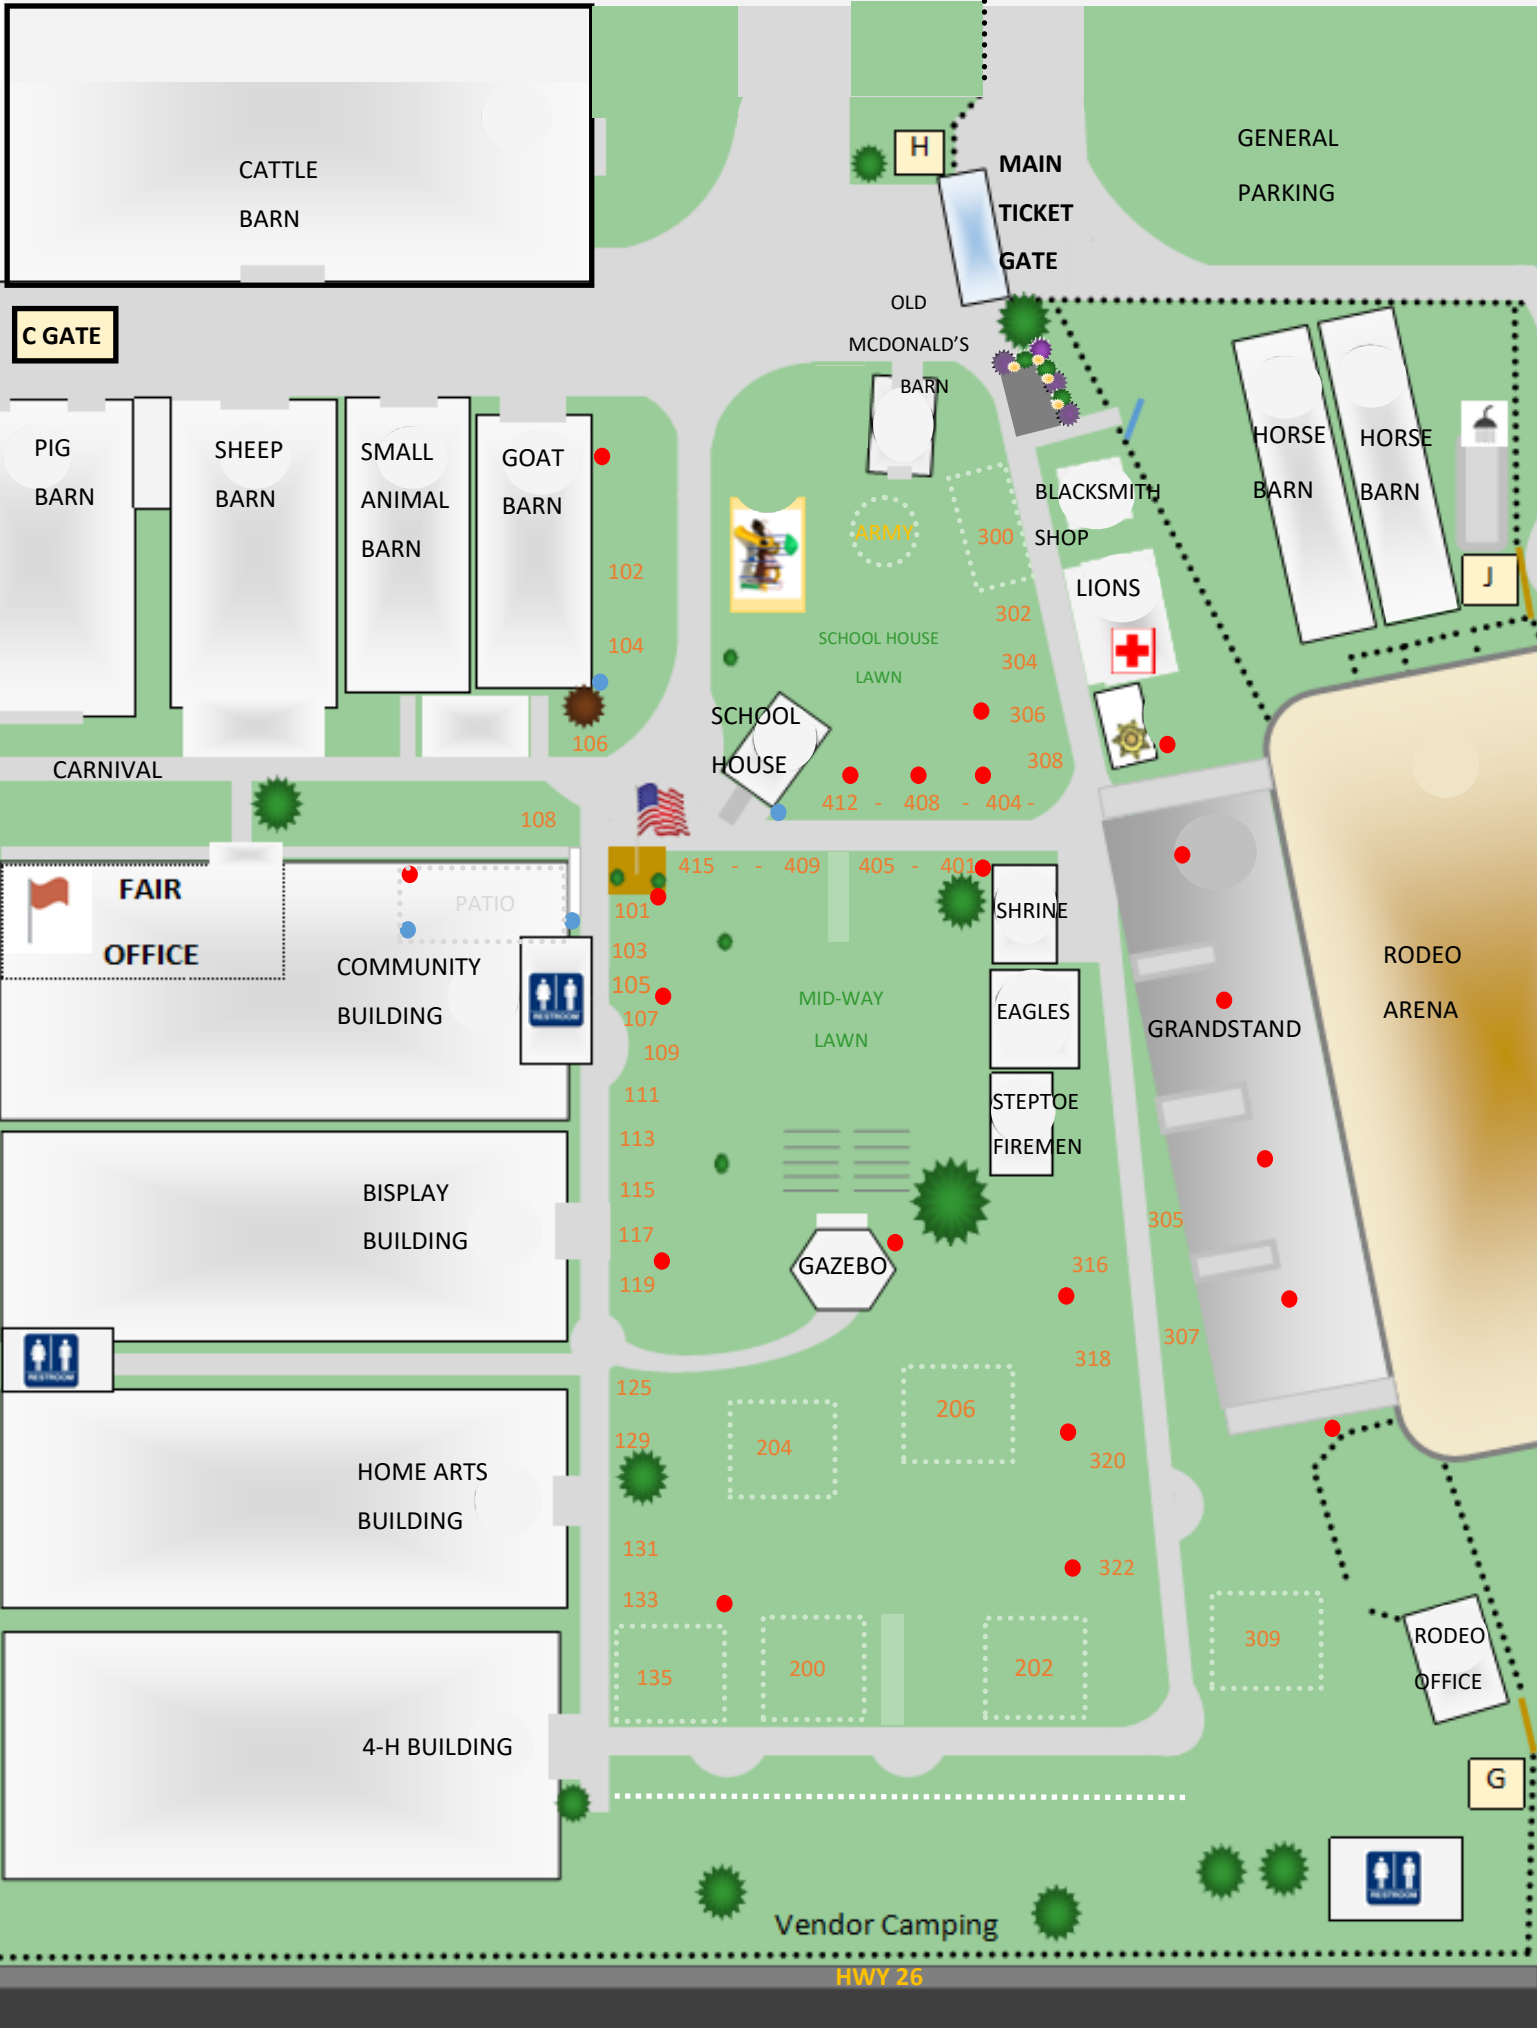 GENERAL
PARKING
H
MAIN
TICKET
GATE
CATTLE
BARN
C GATE
OLD
MCDONALD'S
BARN
PIG
BARN
SHEEP
BARN
SMALL
ANIMAL
BARN
GOAT
BARN
HORSE
BARN
HORSE
BARN
J
BLACKSMITH
SHOP
ARMY
300
LIONS
102
104
106
108
302
304
306
308
SCHOOL HOUSE
LAWN
SCHOOL
HOUSE
412 - 408 - 404 -
CARNIVAL
415 - - 409 405 - 401
FAIR
OFFICE
PATIO
COMMUNITY
BUILDING
RESTROOM
101
103
105
107
109
111
113
115
117
119
MID-WAY
LAWN
SHRINE
EAGLES
STEPTOE
FIREMEN
GRANDSTAND
RODEO
ARENA
BISPLAY
BUILDING
GAZEBO
305
316
307
318
320
322
RESTROOM
125
129
131
133
135
204
206
200
202
309
HOME ARTS
BUILDING
RODEO
OFFICE
4-H BUILDING
G
RESTROOM
Vendor Camping
HWY 26